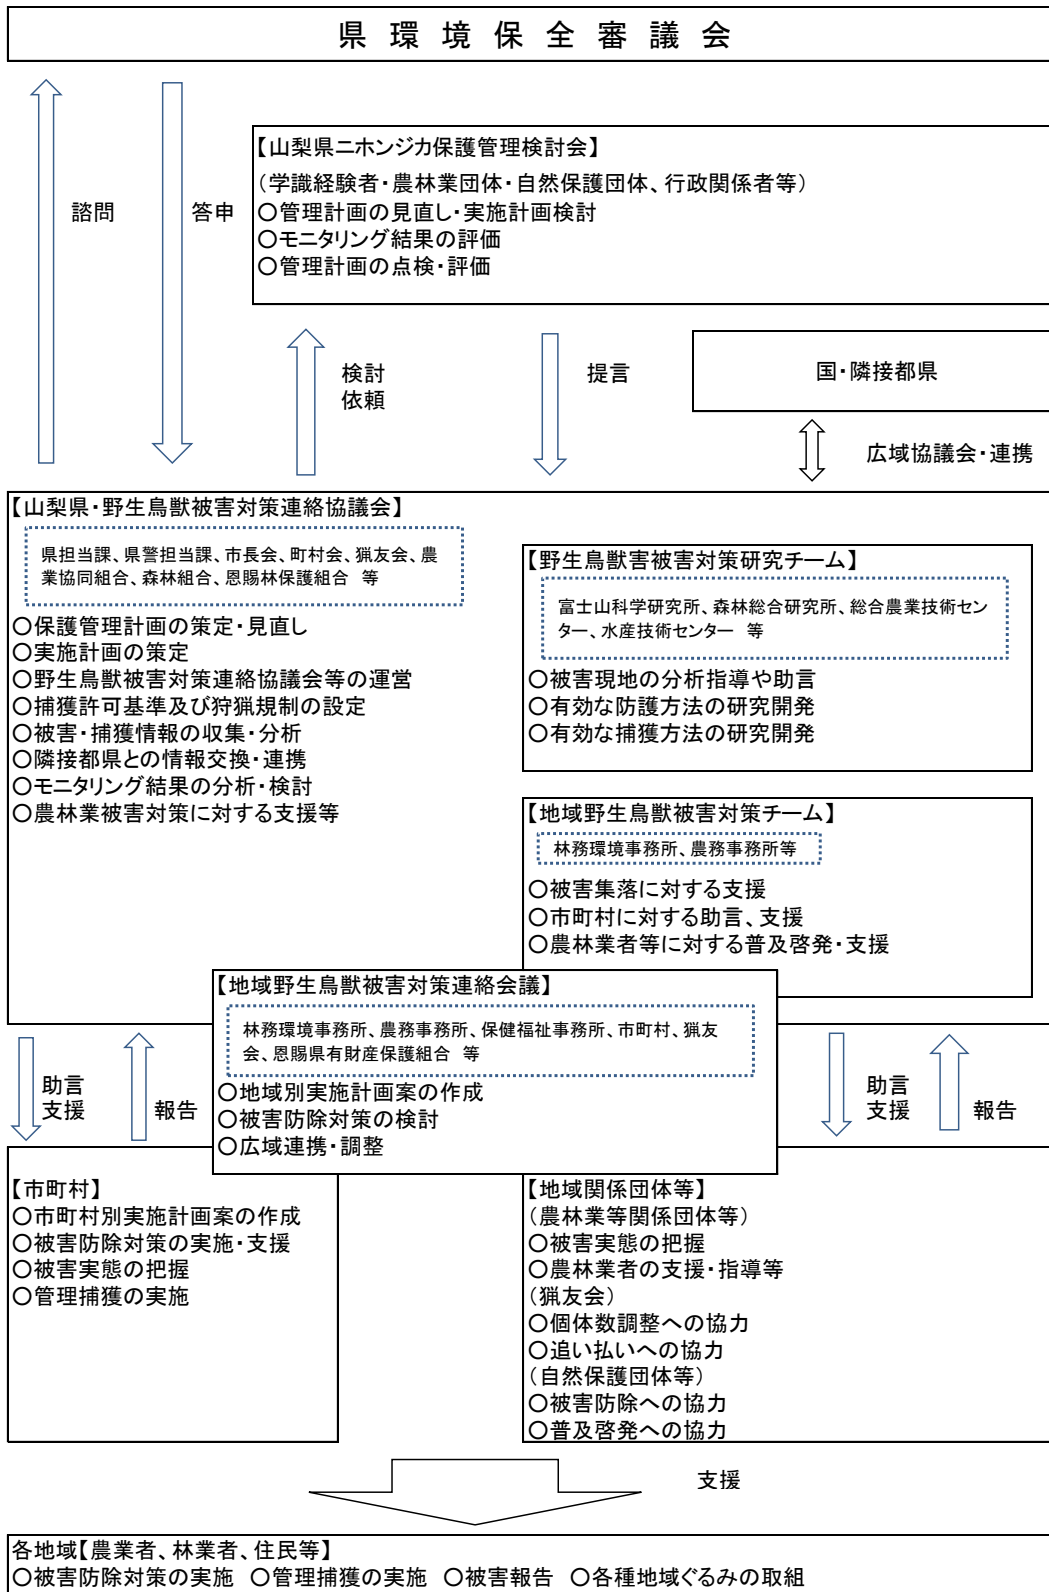 県環境保全審議会
諮問
答申
【山梨県ニホンジカ保護管理検討会】
(学識経験者・農林業団体・自然保護団体、行政関係者等)
○管理計画の見直し・実施計画検討
○モニタリング結果の評価
○管理計画の点検・評価
検討
依頼
提言
国・隣接都県
広域協議会・連携
【山梨県・野生鳥獣被害対策連絡協議会】
県担当課、県警担当課、市長会、町村会、猟友会、農
業協同組合、森林組合、恩賜林保護組合 等
○保護管理計画の策定・見直し
○実施計画の策定
○野生鳥獣被害対策連絡協議会等の運営
○捕獲許可基準及び狩猟規制の設定
○被害・捕獲情報の収集・分析
○隣接都県との情報交換・連携
○モニタリング結果の分析・検討
○農林業被害対策に対する支援等
【野生鳥獣害被害対策研究チーム】
富士山科学研究所、森林総合研究所、総合農業技術セン
ター、水産技術センター 等
○被害現地の分析指導や助言
○有効な防護方法の研究開発
○有効な捕獲方法の研究開発
【地域野生鳥獣被害対策チーム】
林務環境事務所、農務事務所等
○被害集落に対する支援
○市町村に対する助言、支援
○農林業者等に対する普及啓発・支援
【地域野生鳥獣被害対策連絡会議】
林務環境事務所、農務事務所、保健福祉事務所、市町村、猟友
会、恩賜県有財産保護組合 等
○地域別実施計画案の作成
○被害防除対策の検討
○広域連携・調整
助言
支援
報告
助言
支援
報告
【市町村】
○市町村別実施計画案の作成
○被害防除対策の実施・支援
○被害実態の把握
○管理捕獲の実施
【地域関係団体等】
(農林業等関係団体等)
○被害実態の把握
○農林業者の支援・指導等
(猟友会)
○個体数調整への協力
○追い払いへの協力
(自然保護団体等)
○被害防除への協力
○普及啓発への協力
支援
各地域【農業者、林業者、住民等】
○被害防除対策の実施 ○管理捕獲の実施 ○被害報告 ○各種地域ぐるみの取組